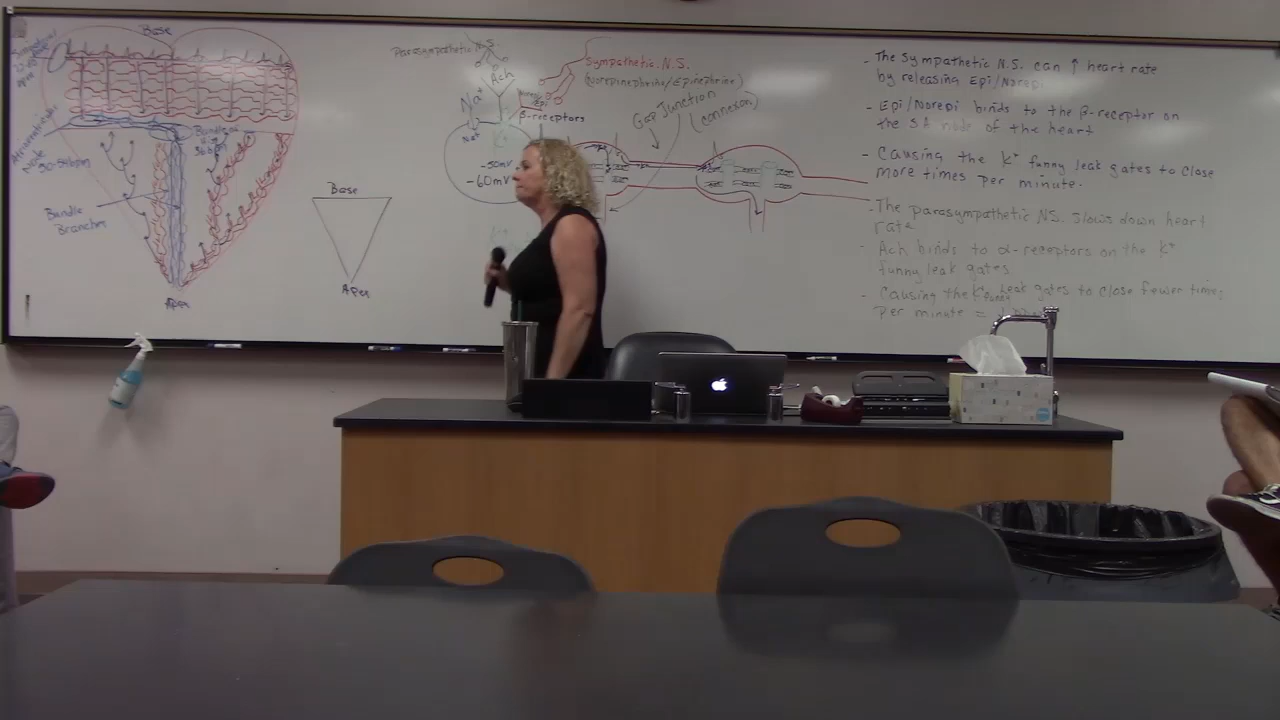 Base
Node
Bundle
Branches
Apex
Base
Apex
Parasympathetic N.S.
Ach
Na+
Na+
-50mV
-60mV
Sympathetic N.S.
(Norepinephrine/Epinephrine)
β-receptors
Gap Junction
(connexon)
- The Sympathetic N.S. can ↑ heart rate
by releasing Epi/Norepi
- Epi/Norepi binds to the β-receptor on
the SA node of the heart
- Causing the K+ funny leak gates to close
more times per minute.
- The parasympathetic N.S. slows down heart
rate
- Ach binds to α-receptors on the K+
funny leak gates
- Causing the K+ funny leak gates to close fewer times
per minute =